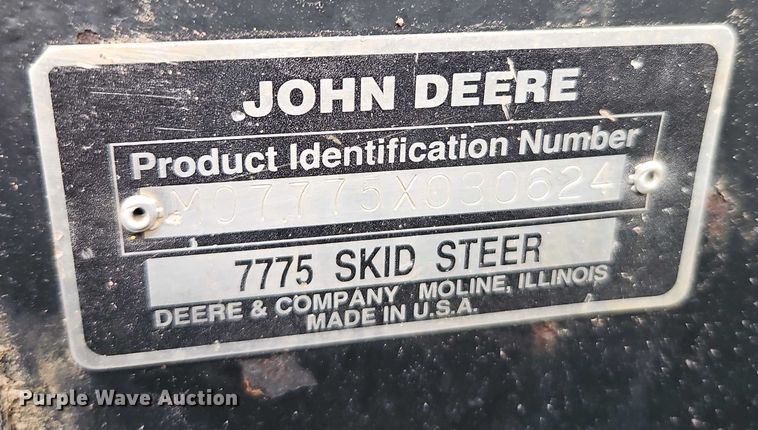 JOHN DEERE
Product Identification Number
M07775X030624
7775 SKID STEER
DEERE & COMPANY MOLINE, ILLINOIS
MADE IN U.S.A.
Purple Wave Auction